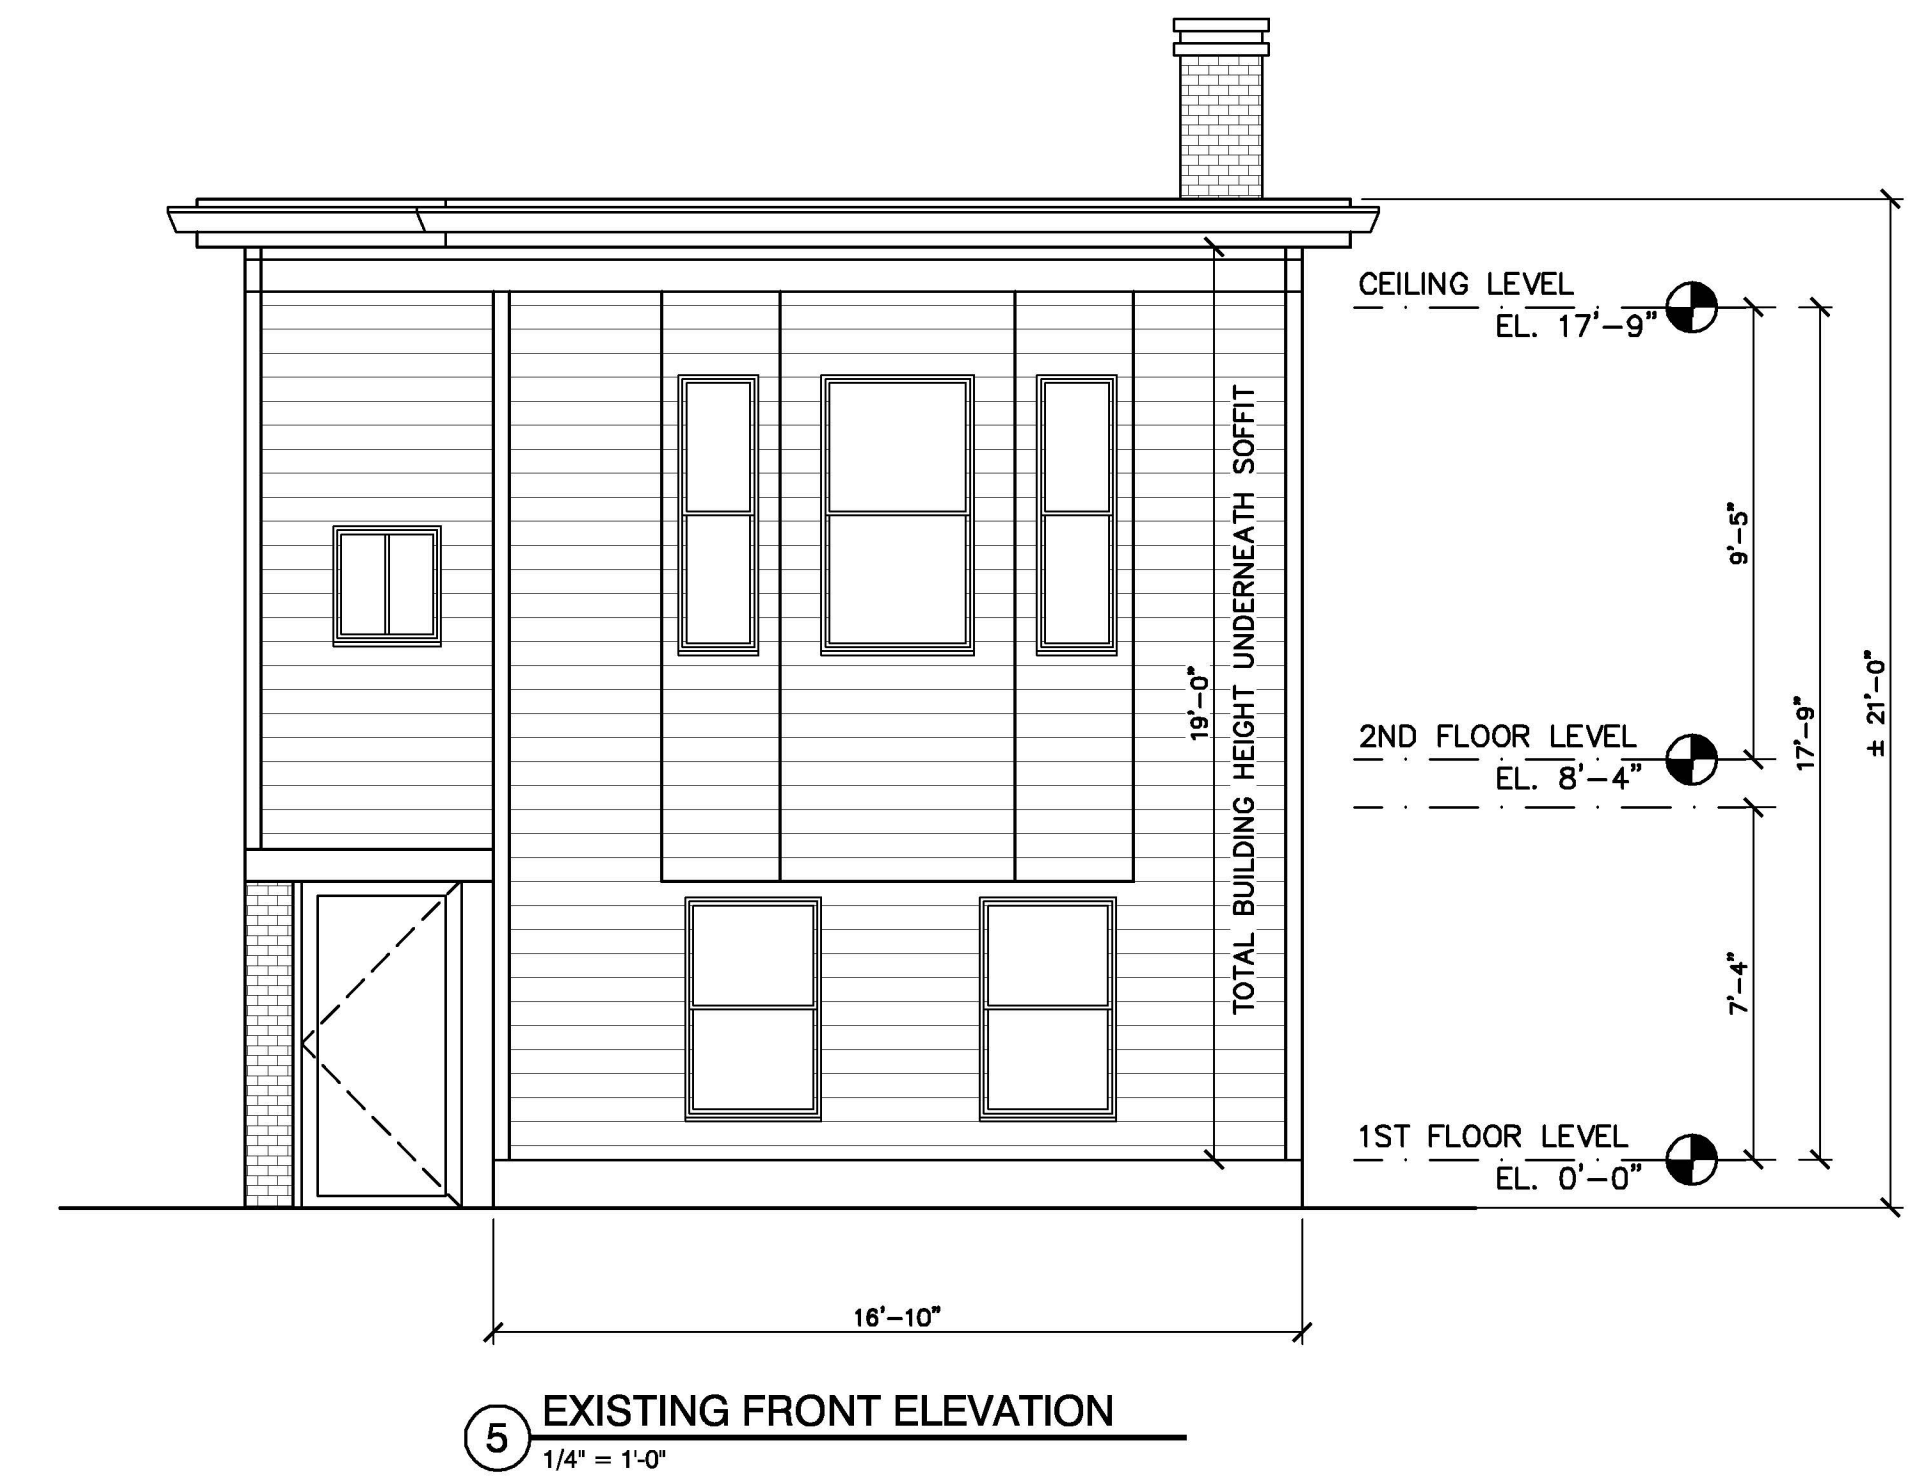 CEILING LEVEL
EL. 17'-9"
9'-5"
TOTAL BUILDING HEIGHT UNDERNEATH SOFFIT
19'-0"
17'-9"
± 21'-0"
2ND FLOOR LEVEL
EL. 8'-4"
7'-4"
1ST FLOOR LEVEL
EL. 0'-0"
16'-10"
5
EXISTING FRONT ELEVATION
1/4" = 1'-0"